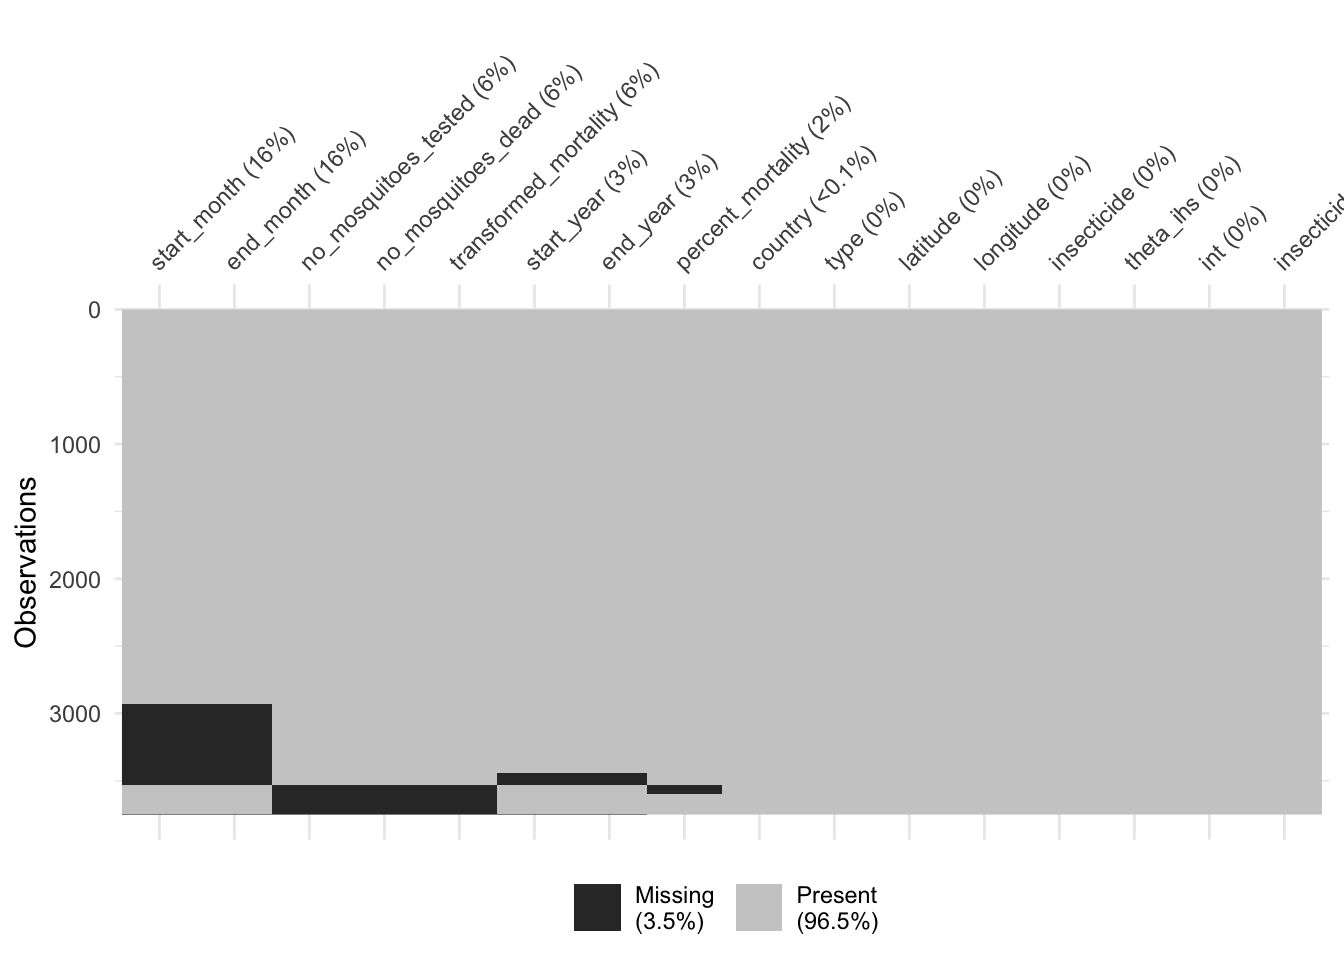 start_month (16%)
end_month (16%)
no_mosquitoes_tested (6%)
no_mosquitoes_dead (6%)
transformed_mortality (6%)
start_year (3%)
end_year (3%)
percent_mortality (2%)
country (<0.1%)
type (0%)
latitude (0%)
longitude (0%)
insecticide (0%)
theta_ihs (0%)
int (0%)
insecticid
0
1000
2000
3000
Observations
Missing
(3.5%)
Present
(96.5%)